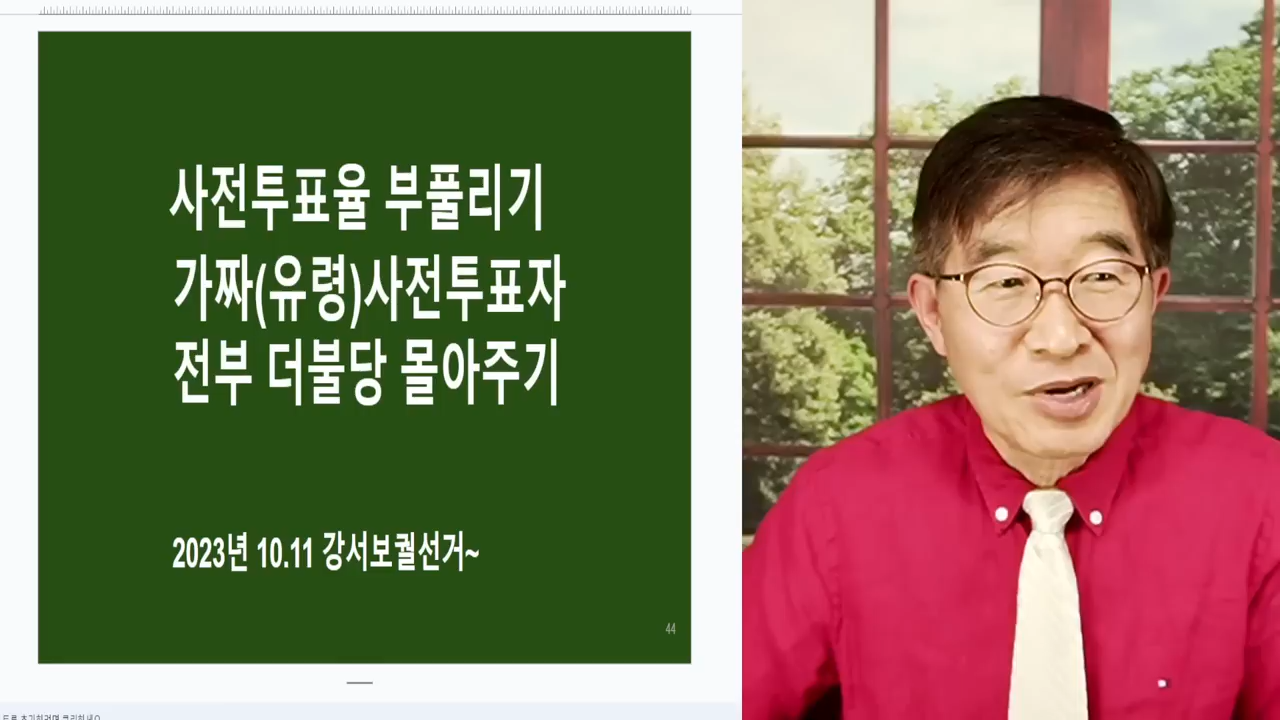 사전투표율 부풀리기
가짜(유령)사전투표자
전부 더불당 몰아주기
2023년 10.11 강서보궐선거~
44